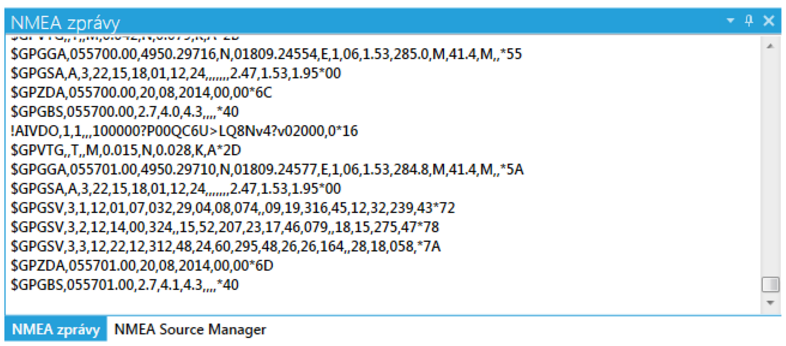 NMEA zprávy
$GPVTG,,T,,M,0.042,N,0.079,K,A*2D
$GPGGA,055700.00,4950.29716,N,01809.24554,E,1,06,1.53,285.0,M,41.4,M,,*55
$GPGSA,A,3,22,15,18,01,12,24,,,,,,,2.47,1.53,1.95*00
$GPZDA,055700.00,20,08,2014,00,00*6C
$GPGBS,055700.00,2.7,4.0,4.3,,,,*40
!AIVDO,1,1,,,100000?P00QC6U>LQ8Nv4?v02000,0*16
$GPVTG,,T,,M,0.015,N,0.028,K,A*2D
$GPGGA,055701.00,4950.29710,N,01809.24577,E,1,06,1.53,284.8,M,41.4,M,,*5A
$GPGSA,A,3,22,15,18,01,12,24,,,,,,,2.47,1.53,1.95*00
$GPGSV,3,1,12,01,07,032,29,04,08,074,,09,19,316,45,12,32,239,43*72
$GPGSV,3,2,12,14,00,324,,15,52,207,23,17,46,079,,18,15,275,47*78
$GPGSV,3,3,12,22,12,312,48,24,60,295,48,26,26,164,,28,18,058,*7A
$GPZDA,055701.00,20,08,2014,00,00*6D
$GPGBS,055701.00,2.7,4.1,4.3,,,,*40
NMEA zprávy NMEA Source Manager